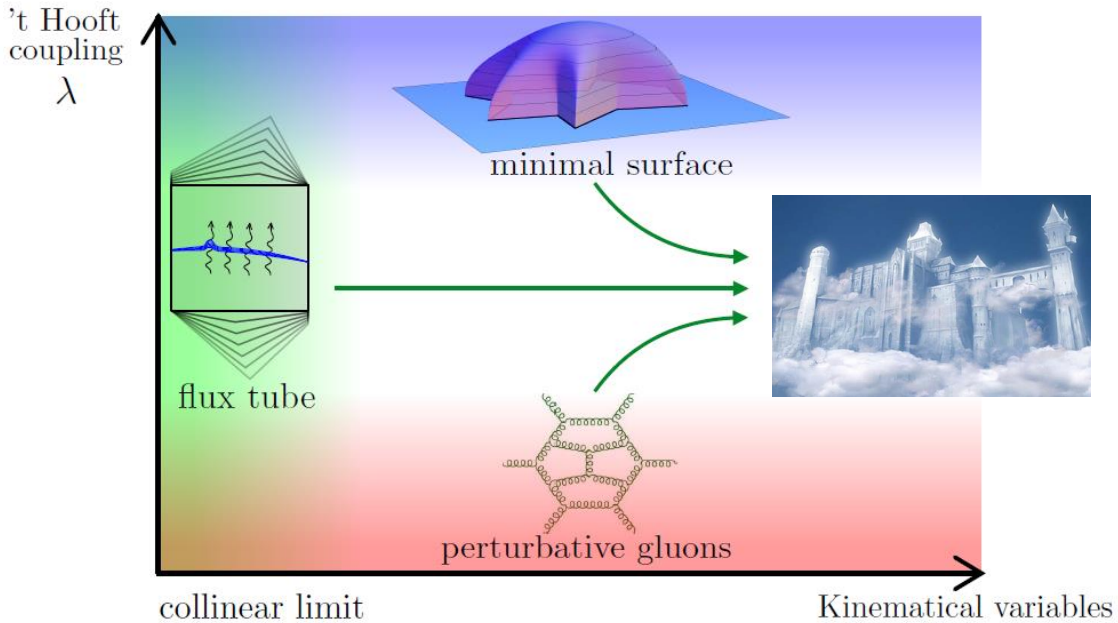 't Hooft
coupling
λ
minimal surface
flux tube
perturbative gluons
collinear limit
Kinematical variables